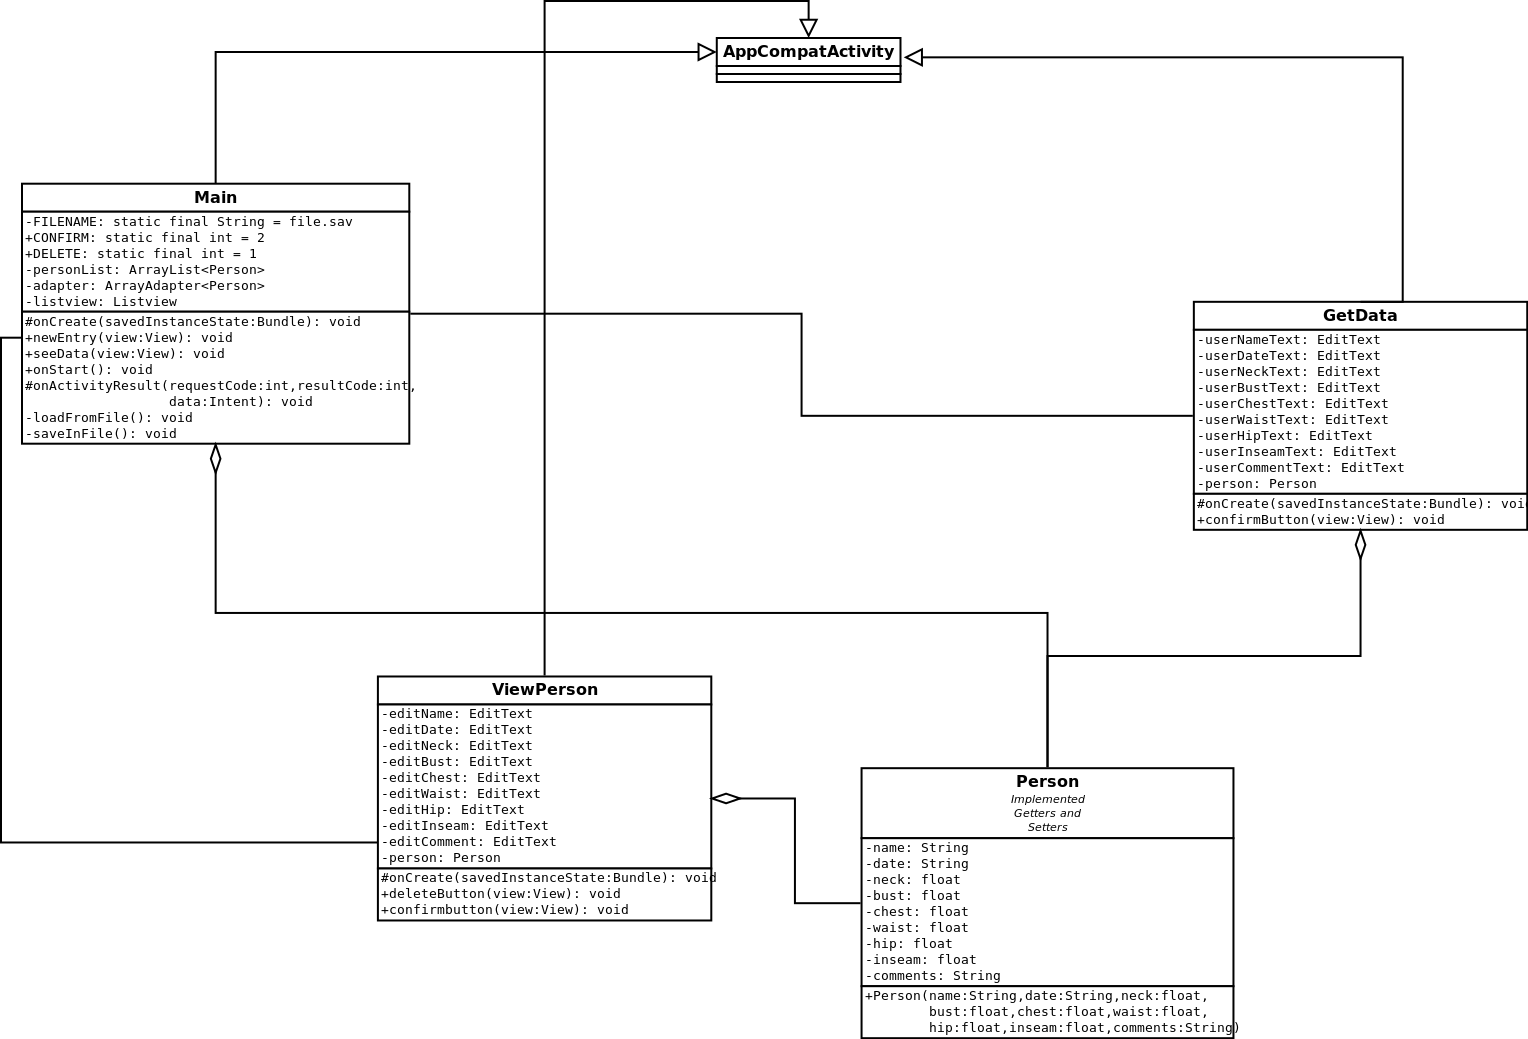 AppCompatActivity
Main
-FILENAME: static final String = file.sav
+CONFIRM: static final int = 2
+DELETE: static final int = 1
-personList: ArrayList<Person>
-adapter: ArrayAdapter<Person>
-listview: Listview
#onCreate(savedInstanceState:Bundle): void
+newEntry(view:View): void
+seeData(view:View): void
+onStart(): void
#onActivityResult(requestCode:int,resultCode:int,
data:Intent): void
-loadFromFile(): void
-saveInFile(): void
GetData
-userNameText: EditText
-userDateText: EditText
-userNeckText: EditText
-userBustText: EditText
-userChestText: EditText
-userWaistText: EditText
-userHipText: EditText
-userInseamText: EditText
-userCommentText: EditText
-person: Person
#onCreate(savedInstanceState:Bundle): void
+confirmButton(view:View): void
ViewPerson
-editName: EditText
-editDate: EditText
-editNeck: EditText
-editBust: EditText
-editChest: EditText
-editWaist: EditText
-editHip: EditText
-editInseam: EditText
-editComment: EditText
-person: Person
#onCreate(savedInstanceState:Bundle): void
+deleteButton(view:View): void
+confirmbutton(view:View): void
Person
Implemented
Getters and
Setters
-name: String
-date: String
-neck: float
-bust: float
-chest: float
-waist: float
-hip: float
-inseam: float
-comments: String
+Person(name:String,date:String,neck:float,
bust:float,chest:float,waist:float,
hip:float,inseam:float,comments:String)